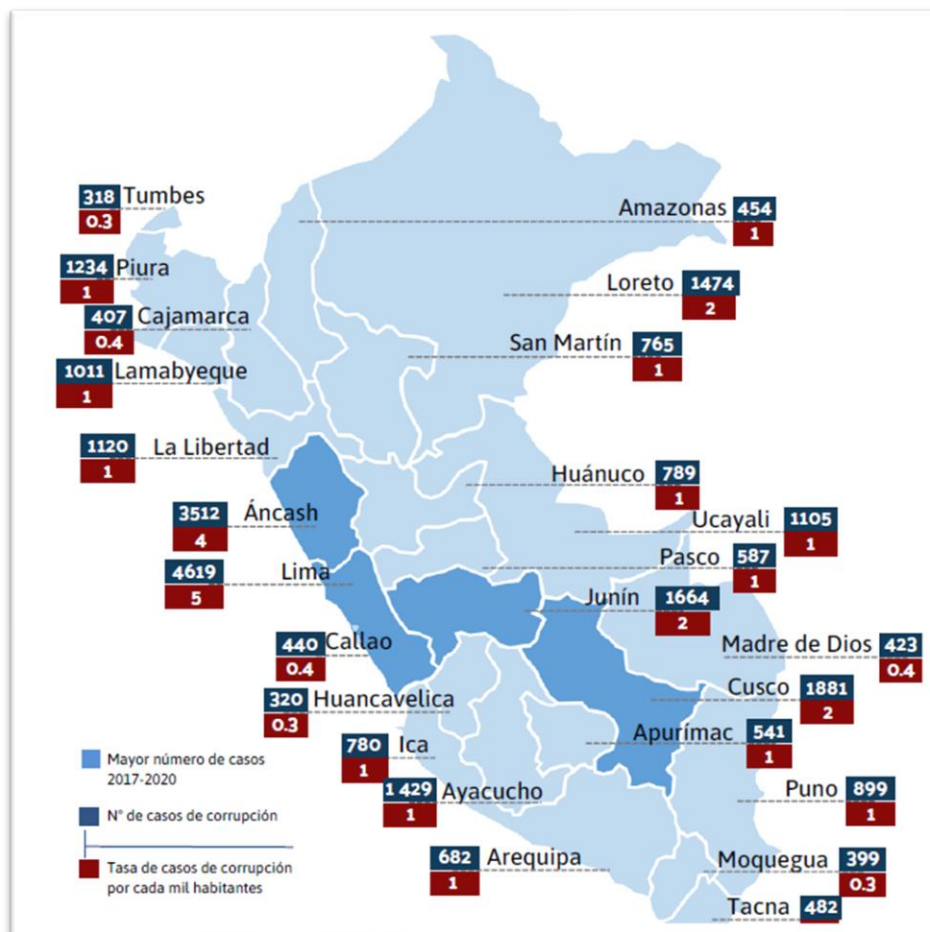 318 Tumbes
0.3
Amazonas 454
1
1234 Piura
1
Loreto 1474
2
407 Cajamarca
0.4
San Martín 765
1
1011 Lamabyeque
1
1120 La Libertad
1
Huánuco 789
1
3512 Áncash
4
Ucayali 1105
1
Pasco 587
1
4619 Lima
5
Junín 1664
2
440 Callao
0.4
Madre de Dios 423
0.4
320 Huancavelica
0.3
Cusco 1881
2
780 Ica
1
Apurímac 541
1
1 429 Ayacucho
1
Puno 899
1
682 Arequipa
1
Moquegua 399
0.3
Tacna 482
Mayor número de casos
2017-2020
N° de casos de corrupción
Tasa de casos de corrupción
por cada mil habitantes